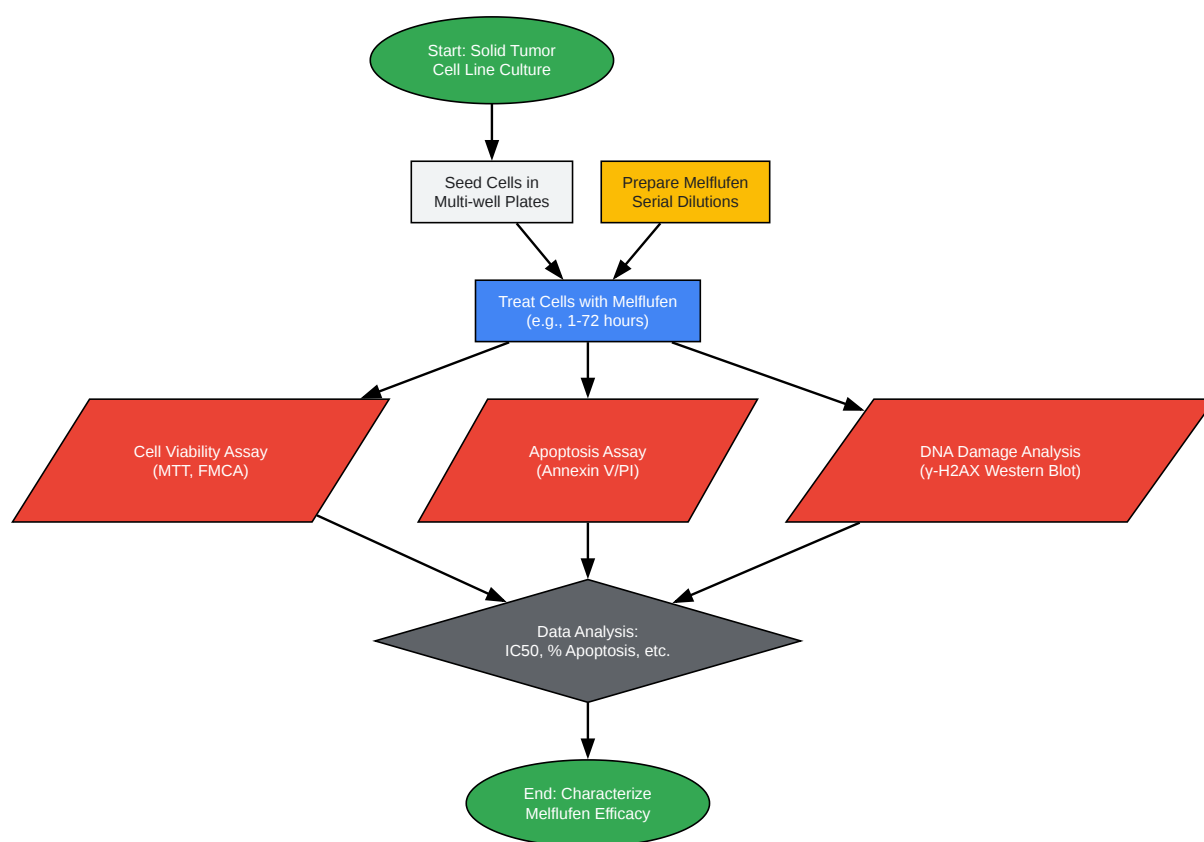 Start: Solid Tumor
Cell Line Culture
Seed Cells in
Multi-well Plates
Prepare Melflufen
Serial Dilutions
Treat Cells with Melflufen
(e.g., 1-72 hours)
Cell Viability Assay
(MTT, FMCA)
Apoptosis Assay
(Annexin V/PI)
DNA Damage Analysis
(γ-H2AX Western Blot)
Data Analysis:
IC50, % Apoptosis, etc.
End: Characterize
Melflufen Efficacy